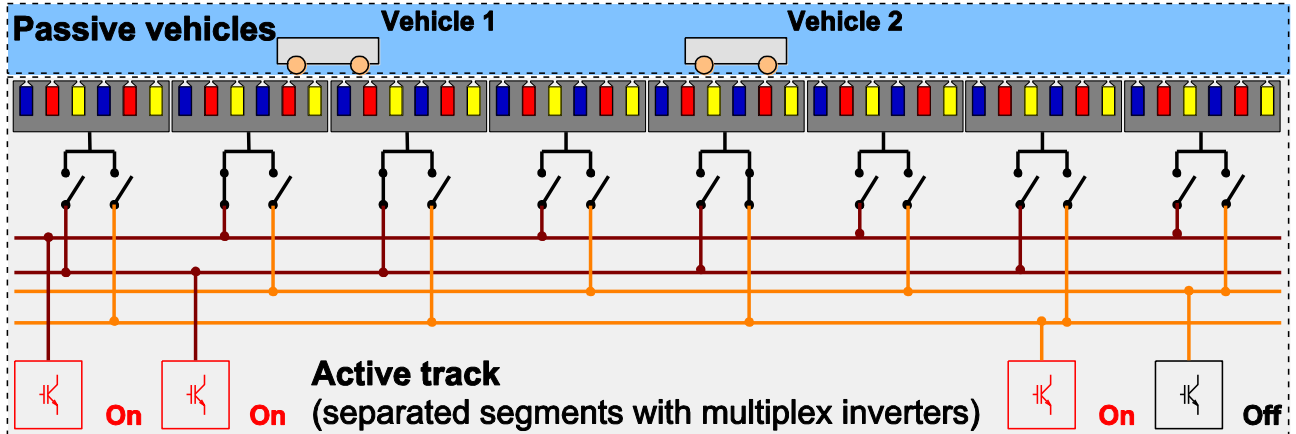 Passive vehicles
Vehicle 1
Vehicle 2
Active track
(separated segments with multiplex inverters)
On
On
On
Off